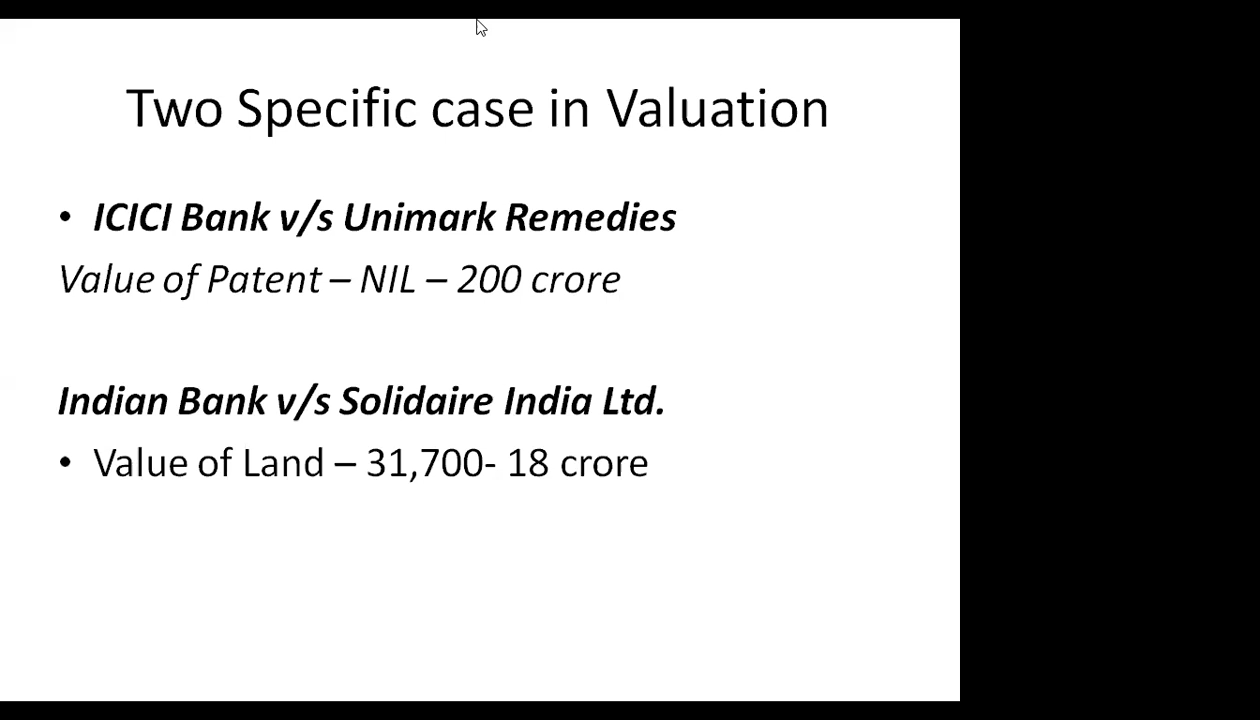 Two Specific case in Valuation
• ICICI Bank v/s Unimark Remedies
Value of Patent – NIL – 200 crore
Indian Bank v/s Solidaire India Ltd.
• Value of Land – 31,700- 18 crore